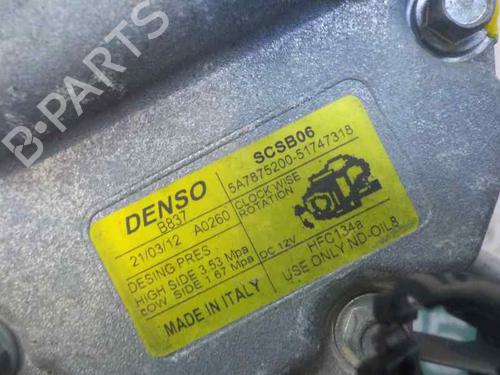 SCSB06
DENSO
5A7875200-51747318
B837
CLOCK WISE
ROTATION
21/03/12 A0260
DESING PRES.
HIGH SIDE 3.53 Mpa
LOW SIDE 1.67 Mpa
DC 12V
HFC134a
USE ONLY ND-OIL8
MADE IN ITALY
B-PARTS